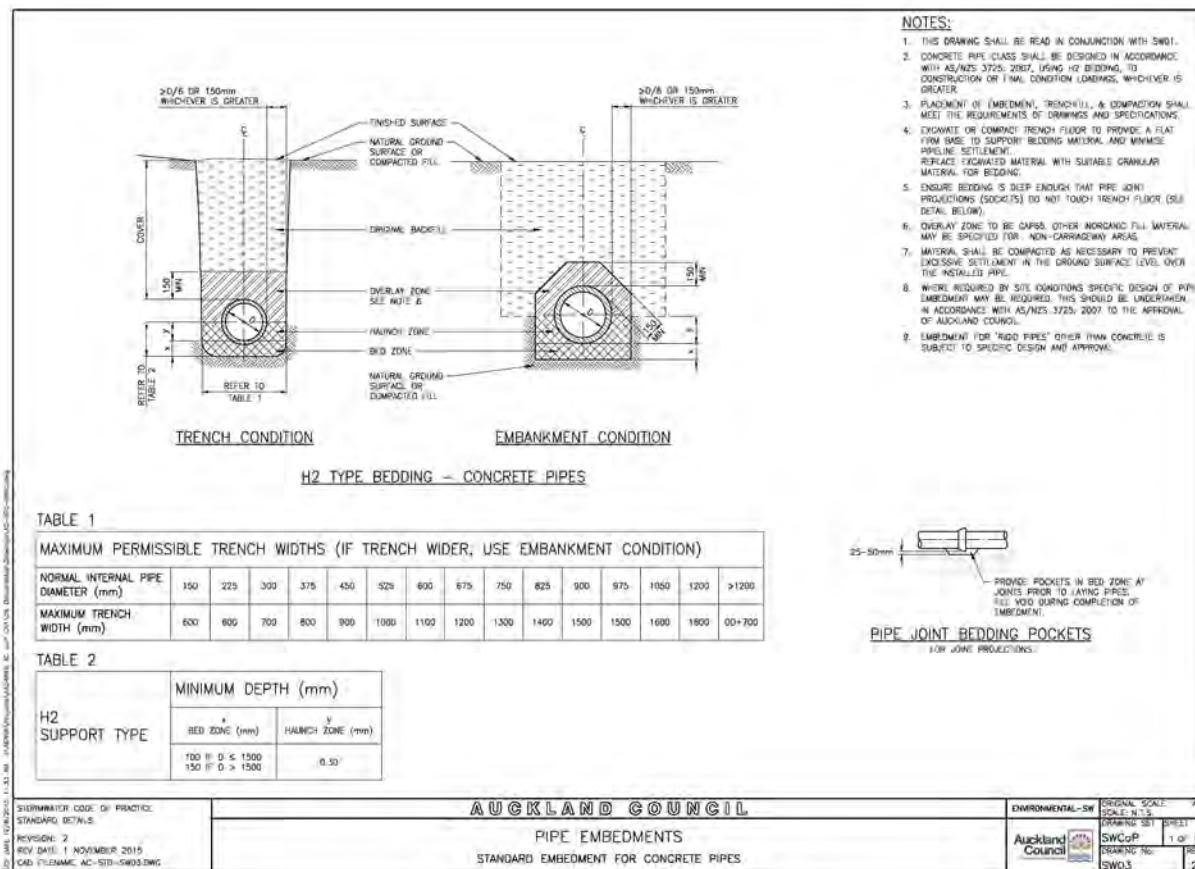 NOTES:
1. THIS DRAWING SHALL BE READ IN CONJUNCTION WITH SW01.
2. CONCRETE PIPE CLASS SHALL BE DESIGNED IN ACCORDANCE
WITH AS/NZS 3725: 2007, USING H2 BEDDING, TO
CONSTRUCTION OR FINAL CONDITION LOADINGS, WHICHEVER IS
GREATER.
3. PLACEMENT OF EMBEDMENT, TRENCHFILL, & COMPACTION SHALL
MEET THE REQUIREMENTS OF DRAWINGS AND SPECIFICATIONS.
4. EXCAVATE OR COMPACT TRENCH FLOOR TO PROVIDE A FLAT
FIRM BASE TO SUPPORT BEDDING MATERIAL AND MINIMISE
PIPELINE SETTLEMENT.
REPLACE EXCAVATED MATERIAL WITH SUITABLE GRANULAR
MATERIAL FOR BEDDING.
5. ENSURE BEDDING IS DEEP ENOUGH THAT PIPE JOINT
PROJECTIONS (SOCKETS) DO NOT TOUCH TRENCH FLOOR (SEE
DETAIL BELOW).
6. OVERLAY ZONE TO BE GAP65. OTHER INORGANIC FILL MATERIAL
MAY BE SPECIFIED FOR NON-CARRIAGEWAY AREAS.
7. MATERIAL SHALL BE COMPACTED AS NECESSARY TO PREVENT
EXCESSIVE SETTLEMENT IN THE GROUND SURFACE LEVEL OVER
THE INSTALLED PIPE.
8. WHERE REQUIRED BY SITE CONDITIONS SPECIFIC DESIGN OF PIPE
EMBEDMENT MAY BE REQUIRED. THIS SHOULD BE UNDERTAKEN
IN ACCORDANCE WITH AS/NZS 3725: 2007 TO THE APPROVAL
OF AUCKLAND COUNCIL.
9. EMBEDMENT FOR "RIGID PIPES" OTHER THAN CONCRETE IS
SUBJECT TO SPECIFIC DESIGN AND APPROVAL.
>D/6 OR 150mm
WHICHEVER IS GREATER
>D/6 OR 150mm
WHICHEVER IS GREATER
FINISHED SURFACE
NATURAL GROUND
SURFACE OR
COMPACTED FILL
COVER
ORIGINAL BACKFILL
150
MIN
150
MIN
OVERLAY ZONE
SEE NOTE 6
D
D
HAUNCH ZONE
150
MIN
y
x
y
x
BED ZONE
REFER TO
TABLE 2
REFER TO
TABLE 1
NATURAL GROUND
SURFACE OR
COMPACTED FILL
TRENCH CONDITION
EMBANKMENT CONDITION
H2 TYPE BEDDING – CONCRETE PIPES
TABLE 1
MAXIMUM PERMISSIBLE TRENCH WIDTHS (IF TRENCH WIDER, USE EMBANKMENT CONDITION)
NORMAL INTERNAL PIPE DIAMETER (mm) 150 225 300 375 450 525 600 675 750 825 900 975 1050 1200 >1200
MAXIMUM TRENCH WIDTH (mm) 600 600 700 800 900 1000 1100 1200 1300 1400 1500 1500 1600 1800 OD+700
TABLE 2
H2
SUPPORT TYPE
MINIMUM DEPTH (mm)
x
BED ZONE (mm)
y
HAUNCH ZONE (mm)
100 IF D ≤ 1500
150 IF D > 1500
25-50mm
PROVIDE POCKETS IN BED ZONE AT
JOINTS PRIOR TO LAYING PIPES.
FILL VOID DURING COMPLETION OF
EMBEDMENT.
PIPE JOINT BEDDING POCKETS
FOR JOINT PROJECTIONS.
STORMWATER CODE OF PRACTICE
STANDARD DETAILS
REVISION: 2
REV DATE: 1 NOVEMBER 2015
CAD FILENAME: AC-STD-SW03.DWG
AUCKLAND COUNCIL
PIPE EMBEDMENTS
STANDARD EMBEDMENT FOR CONCRETE PIPES
ENVIRONMENTAL-SW
ORIGINAL SCALE
SCALE: N.T.S.
Auckland
Council
DRAWING SET
SWCoP
SHEET
1 OF
DRAWING No.
SW03
2